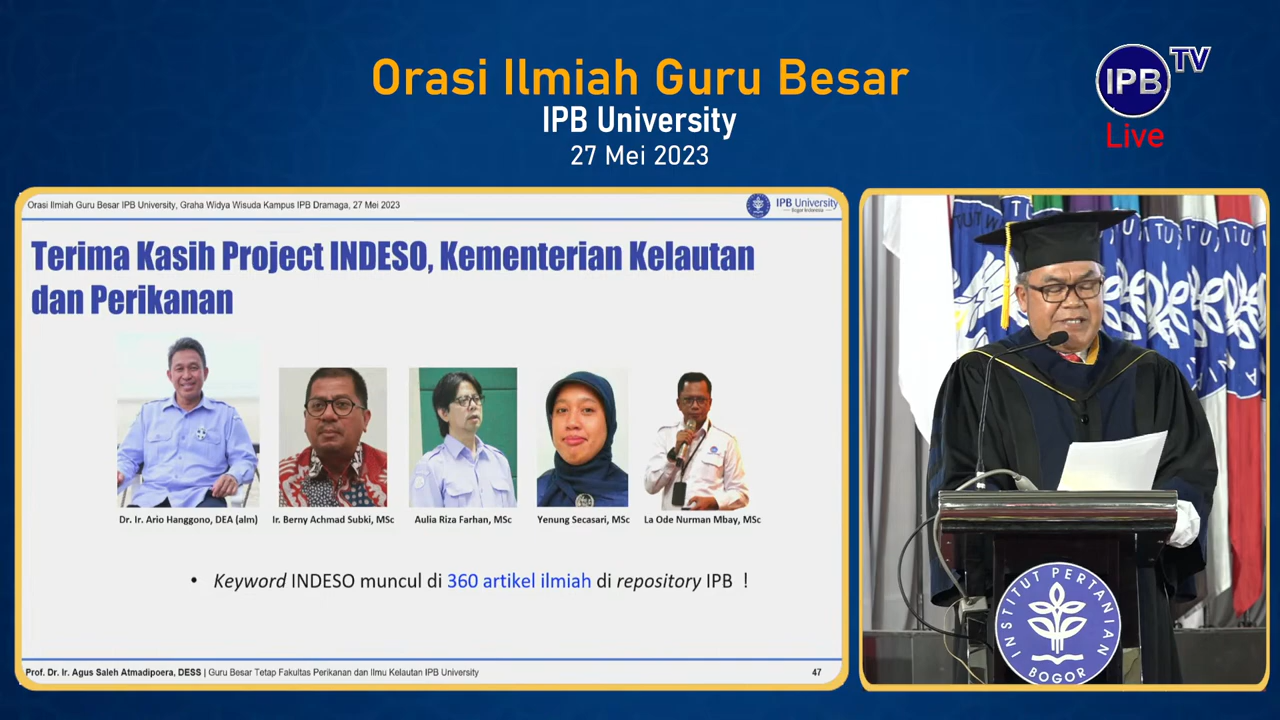 Orasi Ilmiah Guru Besar
IPB University
27 Mei 2023
IPB TV
Live
Orasi Ilmiah Guru Besar IPB University, Graha Widya Wisuda Kampus IPB Dramaga, 27 Mei 2023
IPB University
Bogor Indonesia
Terima Kasih Project INDESO, Kementerian Kelautan
dan Perikanan
Dr. Ir. Ario Hanggono, DEA (alm)
Ir. Berny Achmad Subki, MSc
Aulia Riza Farhan, MSc
Yenung Secasari, MSc
La Ode Nurman Mbay, MSc
• Keyword INDESO muncul di 360 artikel ilmiah di repository IPB !
Prof. Dr. Ir. Agus Saleh Atmadipoera, DESS | Guru Besar Tetap Fakultas Perikanan dan Ilmu Kelautan IPB University
47
INSTITUT PERTANIAN
BOGOR